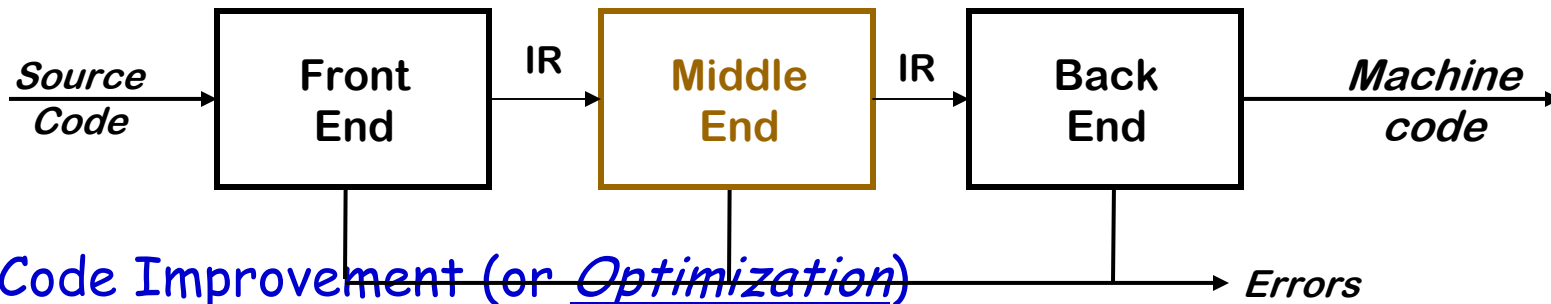 Source
Code
Front
End
IR
Middle
End
IR
Back
End
Machine
code
Code Improvement (or Optimization)
Errors